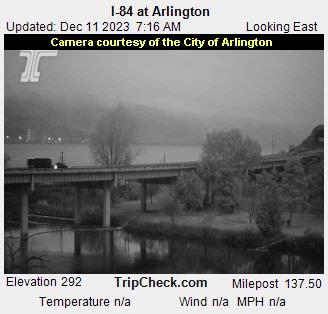 I-84 at Arlington
Updated: Dec 11 2023 7:16 AM Looking East
Camera courtesy of the City of Arlington
Elevation 292 TripCheck.com Milepost 137.50
Temperature n/a Wind n/a MPH n/a